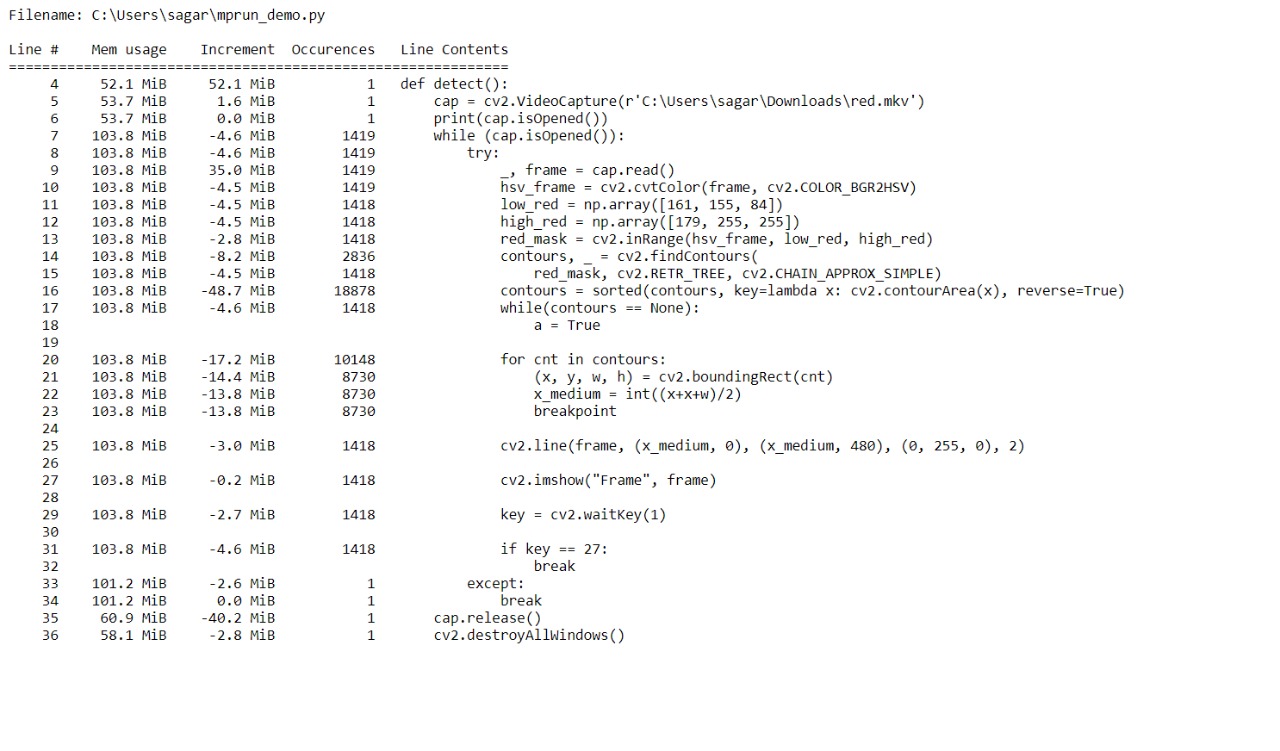 Filename: C:\Users\sagar\mprun_demo.py
Line #    Mem usage    Increment  Occurences   Line Contents
============================================================
     4     52.1 MiB     52.1 MiB           1   def detect():
     5     53.7 MiB      1.6 MiB           1       cap = cv2.VideoCapture(r'C:\Users\sagar\Downloads\red.mkv')
     6     53.7 MiB      0.0 MiB           1       print(cap.isOpened())
     7    103.8 MiB     -4.6 MiB        1419       while (cap.isOpened()):
     8    103.8 MiB     -4.6 MiB        1419           try:
     9    103.8 MiB     35.0 MiB        1419               _, frame = cap.read()
    10    103.8 MiB     -4.5 MiB        1419               hsv_frame = cv2.cvtColor(frame, cv2.COLOR_BGR2HSV)
    11    103.8 MiB     -4.5 MiB        1418               low_red = np.array([161, 155, 84])
    12    103.8 MiB     -4.5 MiB        1418               high_red = np.array([179, 255, 255])
    13    103.8 MiB     -2.8 MiB        1418               red_mask = cv2.inRange(hsv_frame, low_red, high_red)
    14    103.8 MiB     -8.2 MiB        2836               contours, _ = cv2.findContours(
    15    103.8 MiB     -4.5 MiB        1418                   red_mask, cv2.RETR_TREE, cv2.CHAIN_APPROX_SIMPLE)
    16    103.8 MiB    -48.7 MiB       18878               contours = sorted(contours, key=lambda x: cv2.contourArea(x), reverse=True)
    17    103.8 MiB     -4.6 MiB        1418               while(contours == None):
    18                                                         a = True
    19
    20    103.8 MiB    -17.2 MiB       10148               for cnt in contours:
    21    103.8 MiB    -14.4 MiB        8730                   (x, y, w, h) = cv2.boundingRect(cnt)
    22    103.8 MiB    -13.8 MiB        8730                   x_medium = int((x+x+w)/2)
    23    103.8 MiB    -13.8 MiB        8730                   breakpoint
    24
    25    103.8 MiB     -3.0 MiB        1418               cv2.line(frame, (x_medium, 0), (x_medium, 480), (0, 255, 0), 2)
    26
    27    103.8 MiB     -0.2 MiB        1418               cv2.imshow("Frame", frame)
    28
    29    103.8 MiB     -2.7 MiB        1418               key = cv2.waitKey(1)
    30
    31    103.8 MiB     -4.6 MiB        1418               if key == 27:
    32                                                         break
    33    101.2 MiB     -2.6 MiB           1           except:
    34    101.2 MiB      0.0 MiB           1               break
    35     60.9 MiB    -40.2 MiB           1       cap.release()
    36     58.1 MiB     -2.8 MiB           1       cv2.destroyAllWindows()